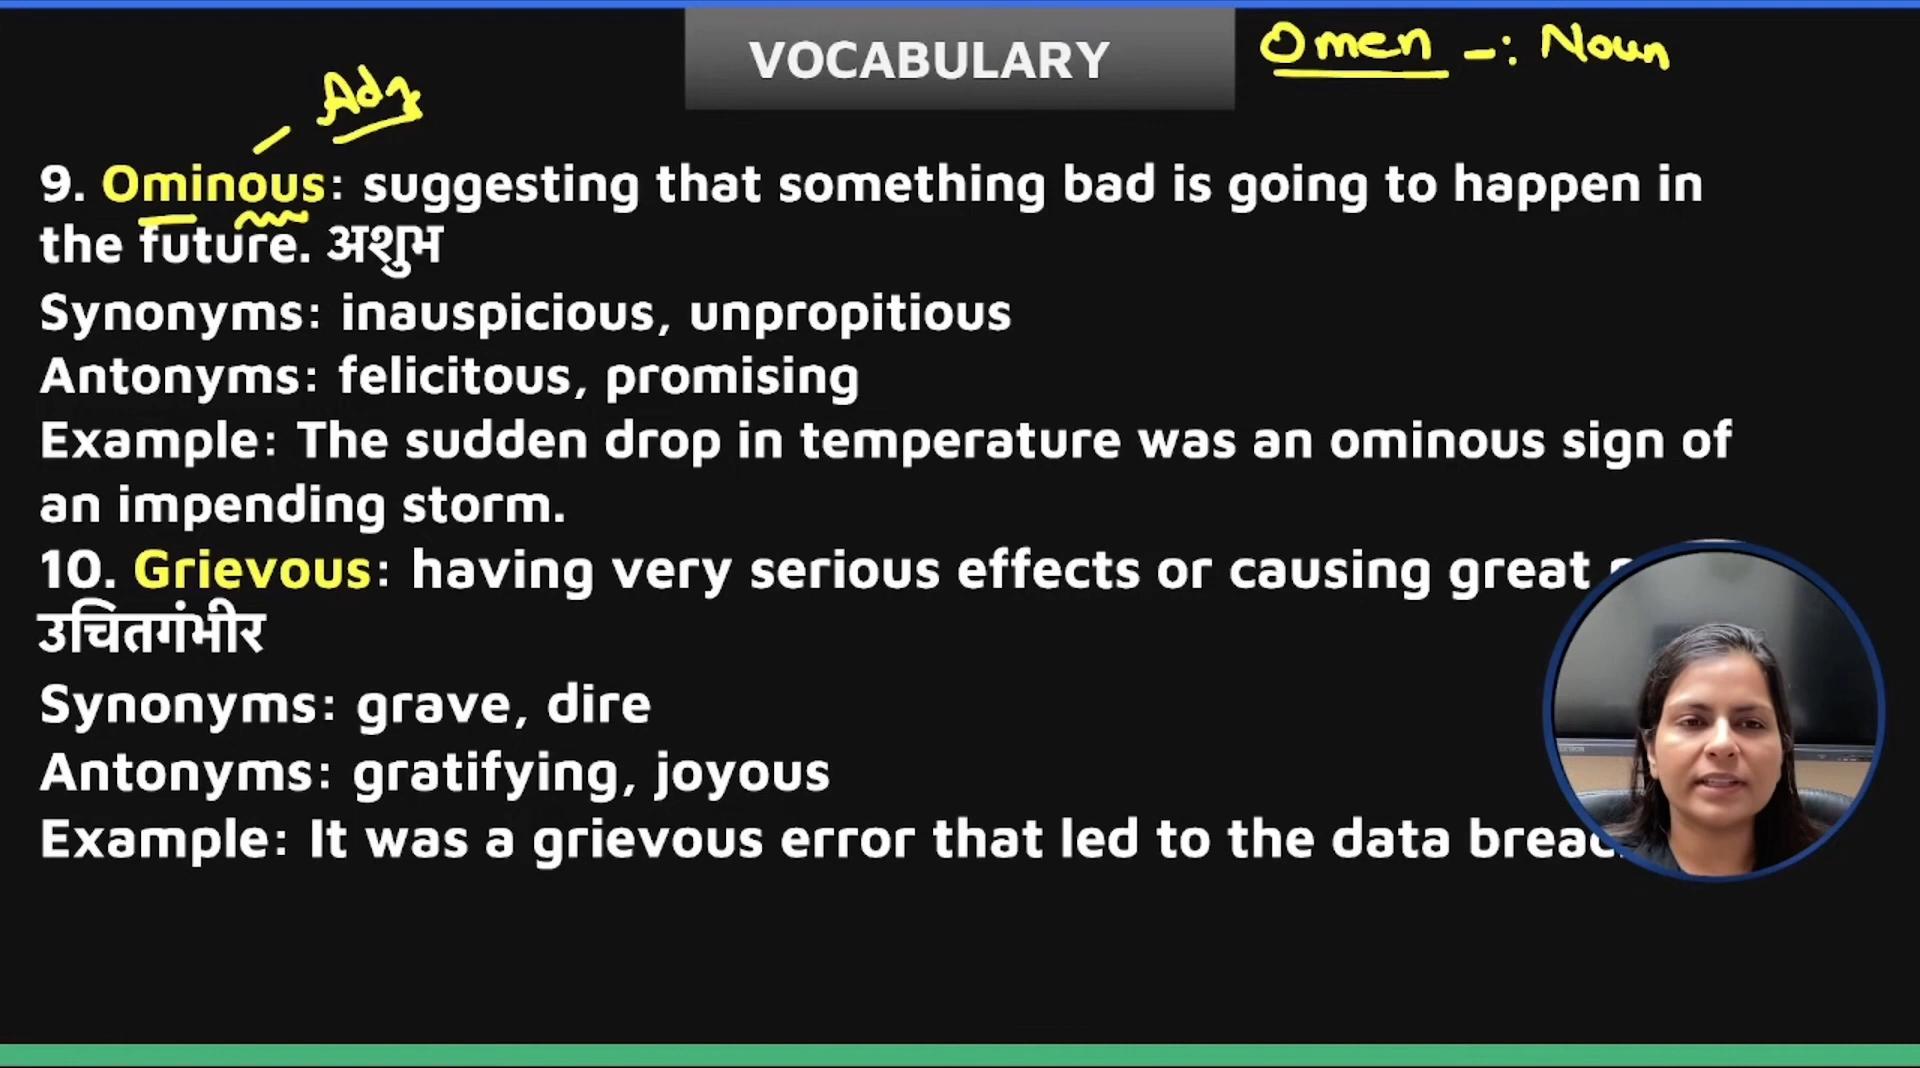 VOCABULARY
Omen -: Noun
Adj
9. Ominous: suggesting that something bad is going to happen in
the future. अशुभ
Synonyms: inauspicious, unpropitious
Antonyms: felicitous, promising
Example: The sudden drop in temperature was an ominous sign of
an impending storm.
10. Grievous: having very serious effects or causing great
उचितगंभीर
Synonyms: grave, dire
Antonyms: gratifying, joyous
Example: It was a grievous error that led to the data